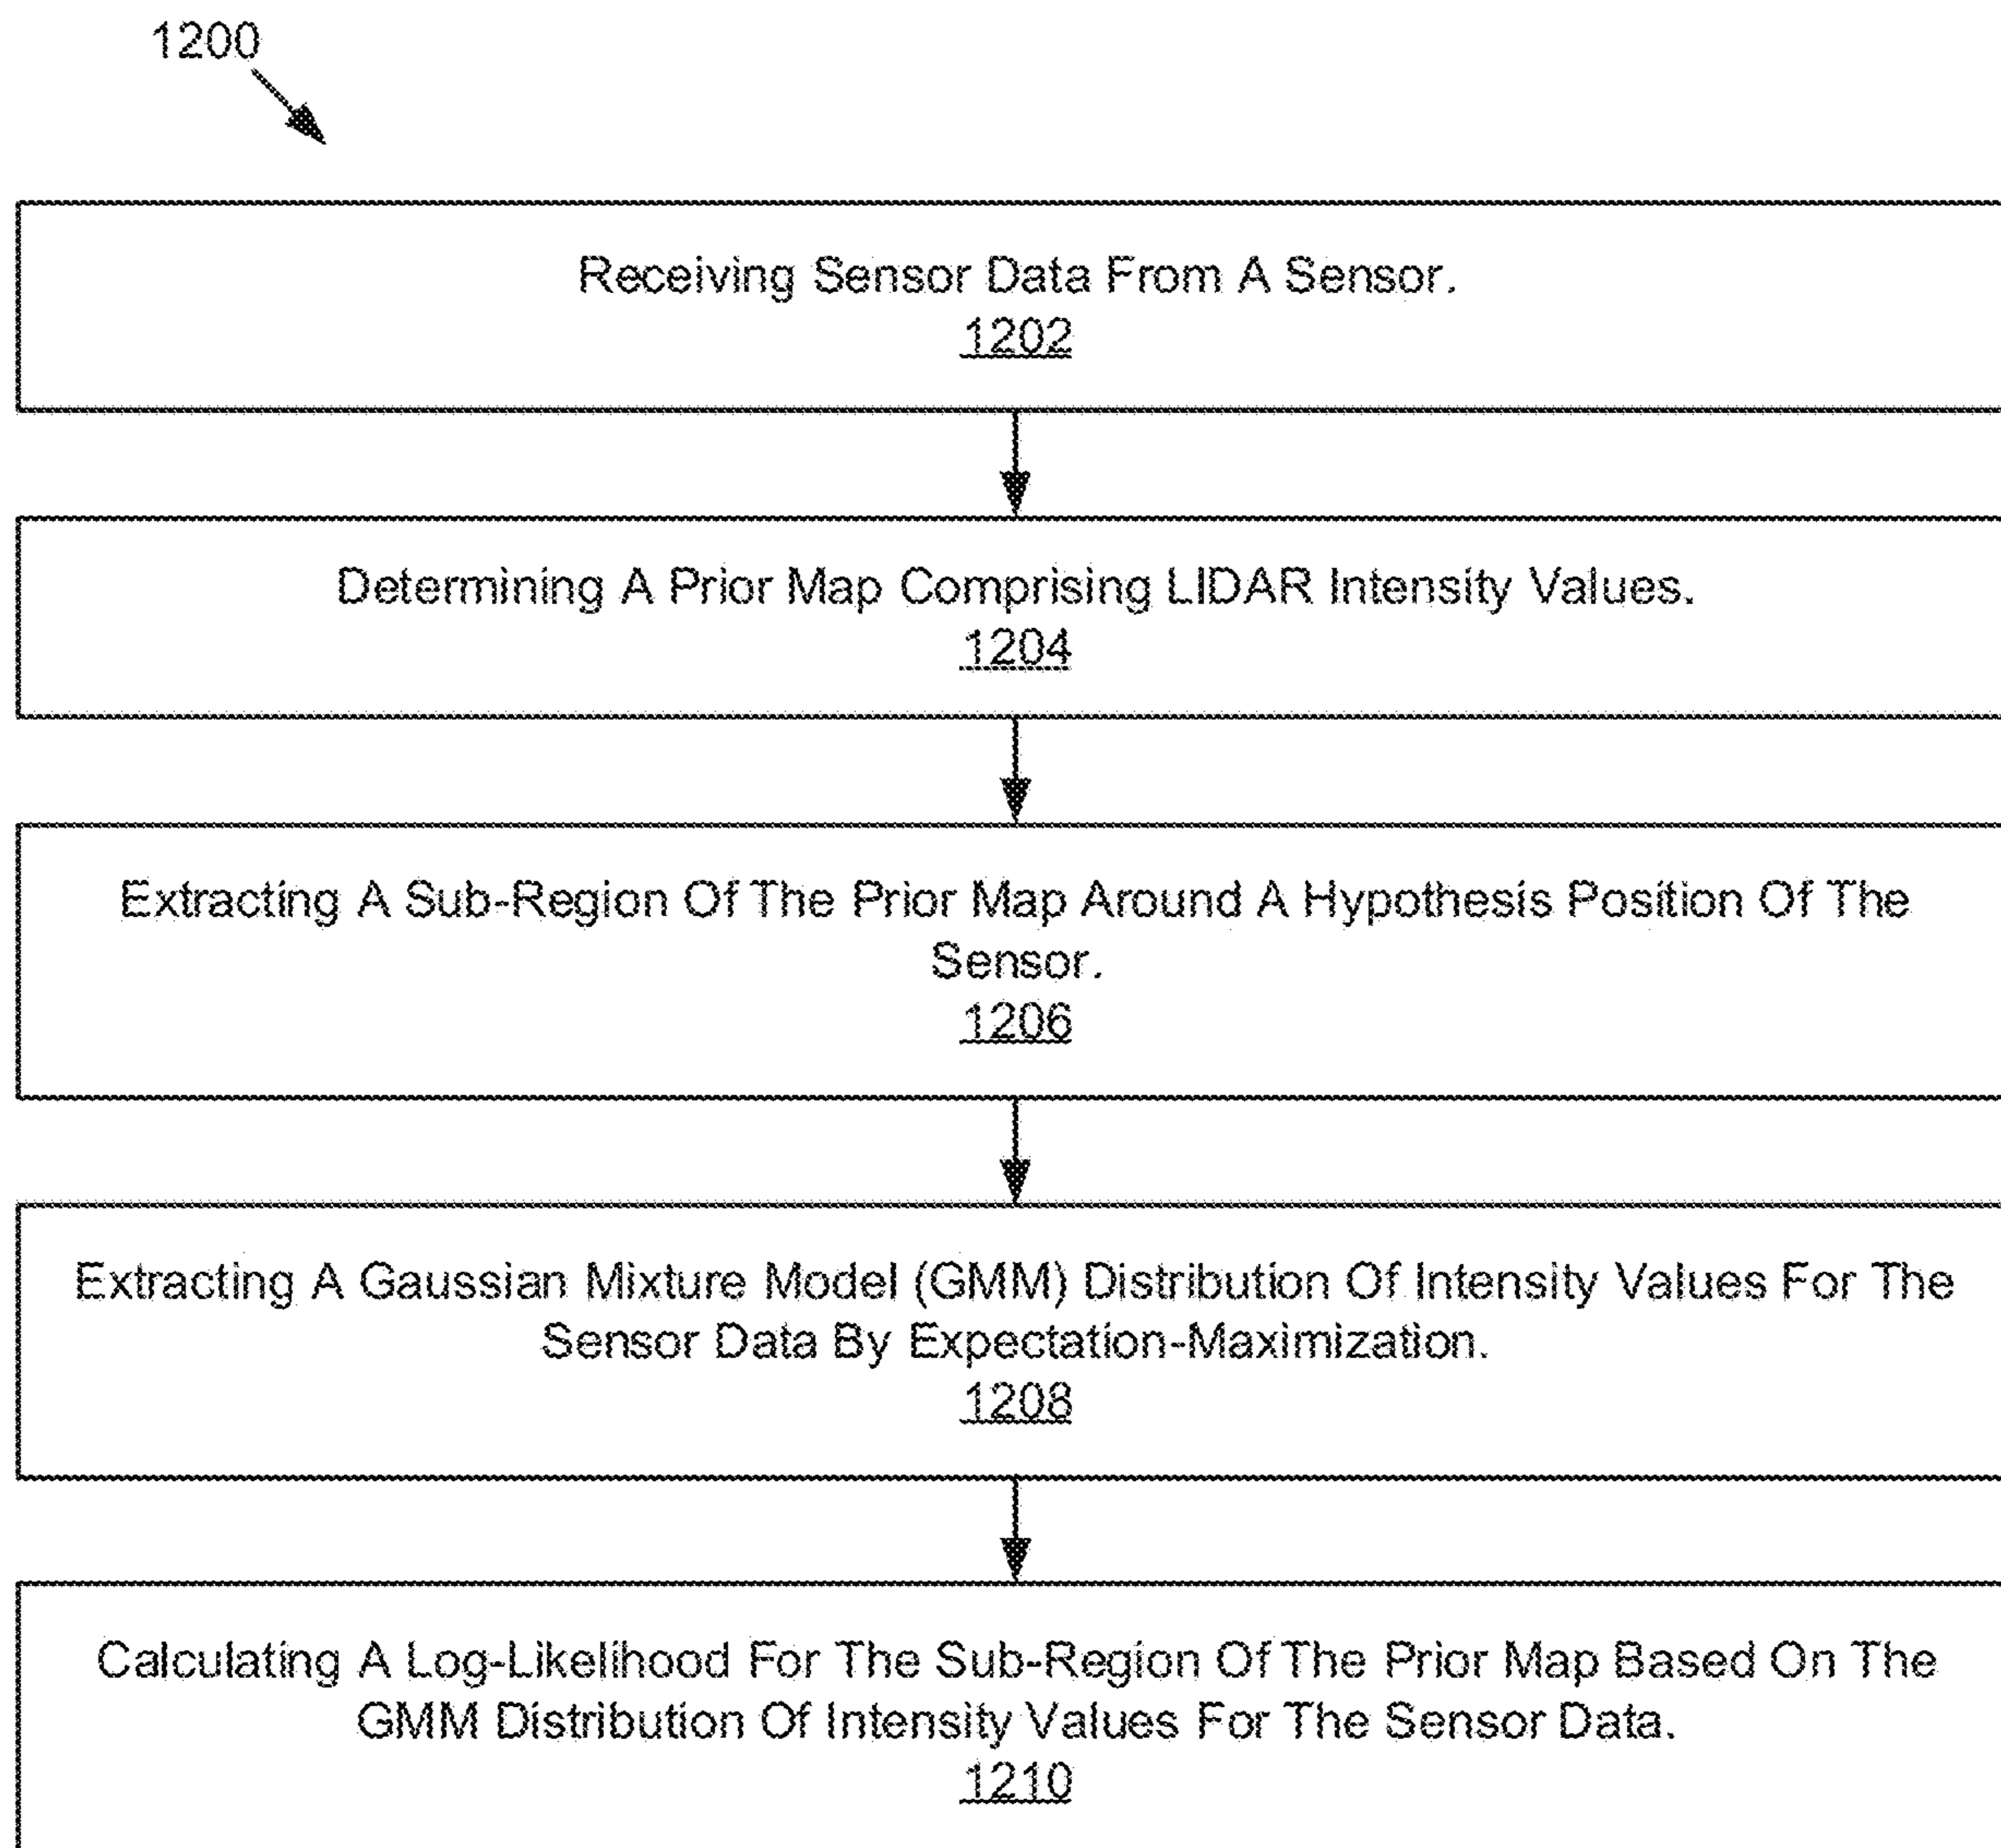 1200
Receiving Sensor Data From A Sensor.
1202
Determining A Prior Map Comprising LIDAR Intensity Values.
1204
Extracting A Sub-Region Of The Prior Map Around A Hypothesis Position Of The
Sensor.
1206
Extracting A Gaussian Mixture Model (GMM) Distribution Of Intensity Values For The
Sensor Data By Expectation-Maximization.
1208
Calculating A Log-Likelihood For The Sub-Region Of The Prior Map Based On The
GMM Distribution Of Intensity Values For The Sensor Data.
1210